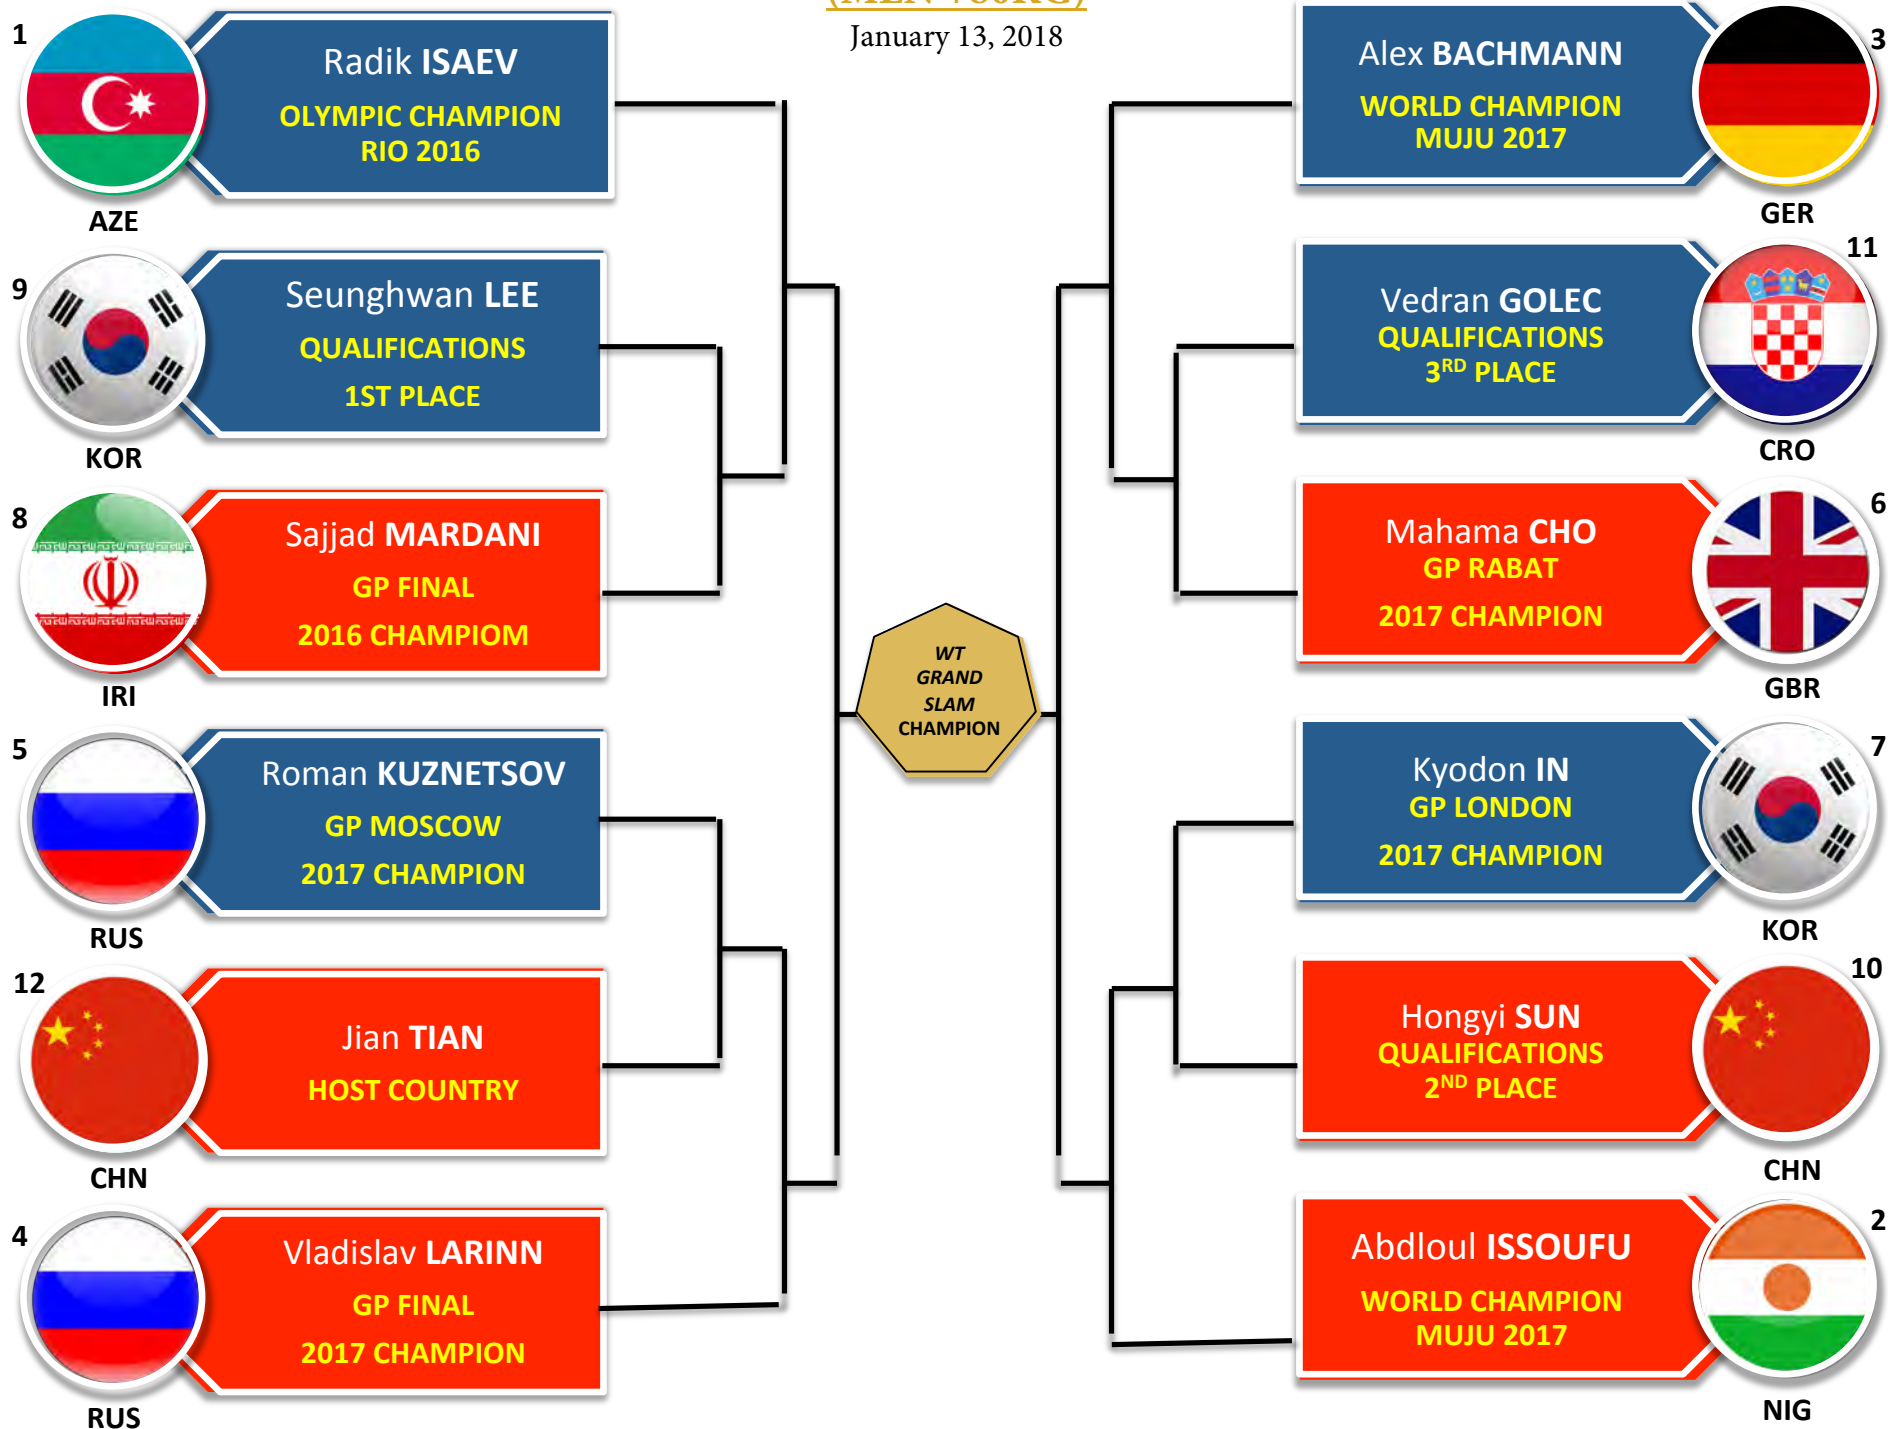 (MEN +80KG)
January 13, 2018
1
Radik ISAEV
OLYMPIC CHAMPION
RIO 2016
AZE
9
Seunghwan LEE
QUALIFICATIONS
1ST PLACE
KOR
8
Sajjad MARDANI
GP FINAL
2016 CHAMPIOM
IRI
5
Roman KUZNETSOV
GP MOSCOW
2017 CHAMPION
RUS
12
Jian TIAN
HOST COUNTRY
CHN
4
Vladislav LARINN
GP FINAL
2017 CHAMPION
RUS
WT
GRAND
SLAM
CHAMPION
3
Alex BACHMANN
WORLD CHAMPION
MUJU 2017
GER
11
Vedran GOLEC
QUALIFICATIONS
3RD PLACE
CRO
6
Mahama CHO
GP RABAT
2017 CHAMPION
GBR
7
Kyodon IN
GP LONDON
2017 CHAMPION
KOR
10
Hongyi SUN
QUALIFICATIONS
2ND PLACE
CHN
2
Abdloul ISSOUFU
WORLD CHAMPION
MUJU 2017
NIG